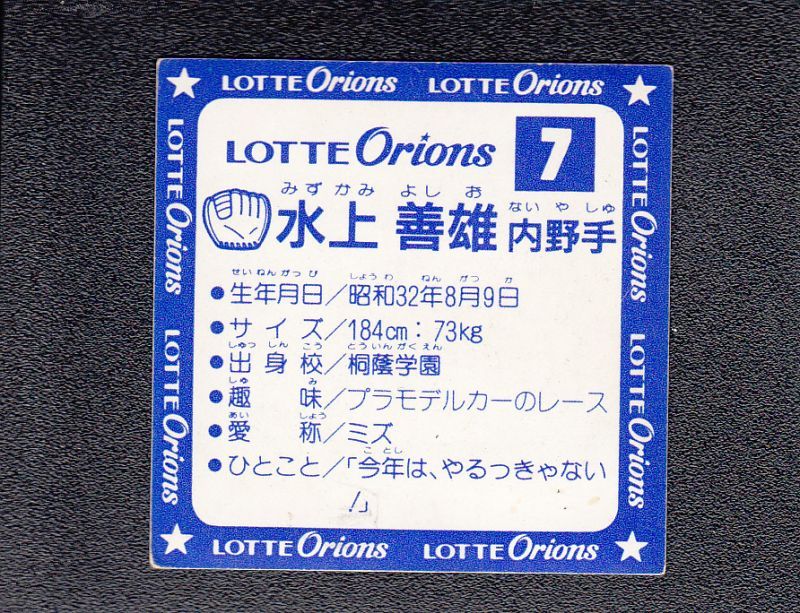 LOTTE Orions LOTTE Orions
LOTTE Orions
LOTTE Orions
LOTTE Orions
LOTTE Orions
LOTTE Orions 7
みずかみ よしお ないやしゅ
水上 善雄 内野手
せいねんがっぴ しょうわ ねん がつ か
●生年月日/昭和32年8月9日
●サイズ/184cm:73kg
しゅっしんこう とういんがくえん
●出身校/桐蔭学園
しゅ み
●趣味/プラモデルカーのレース
あい しょう
●愛称/ミズ
ことし
●ひとこと/「今年は、やるっきゃない
!」
LOTTE Orions LOTTE Orions